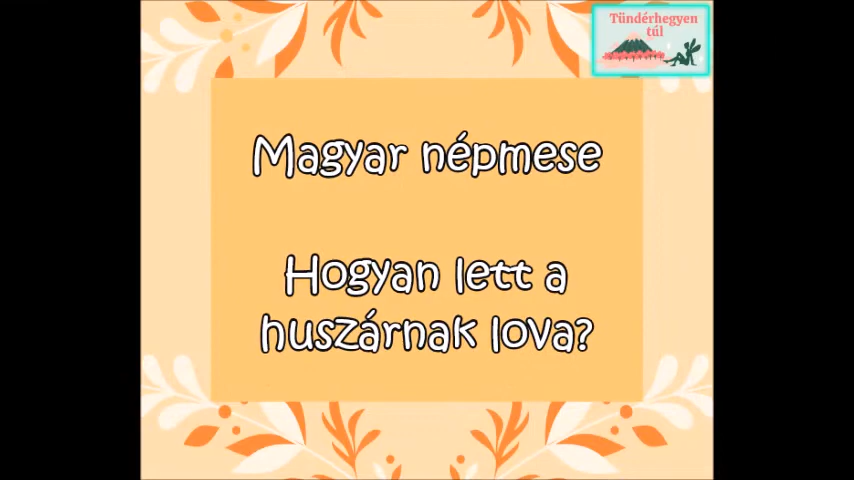 Tündérhegyen
túl
Magyar népmese
Hogyan lett a
huszárnak lova?